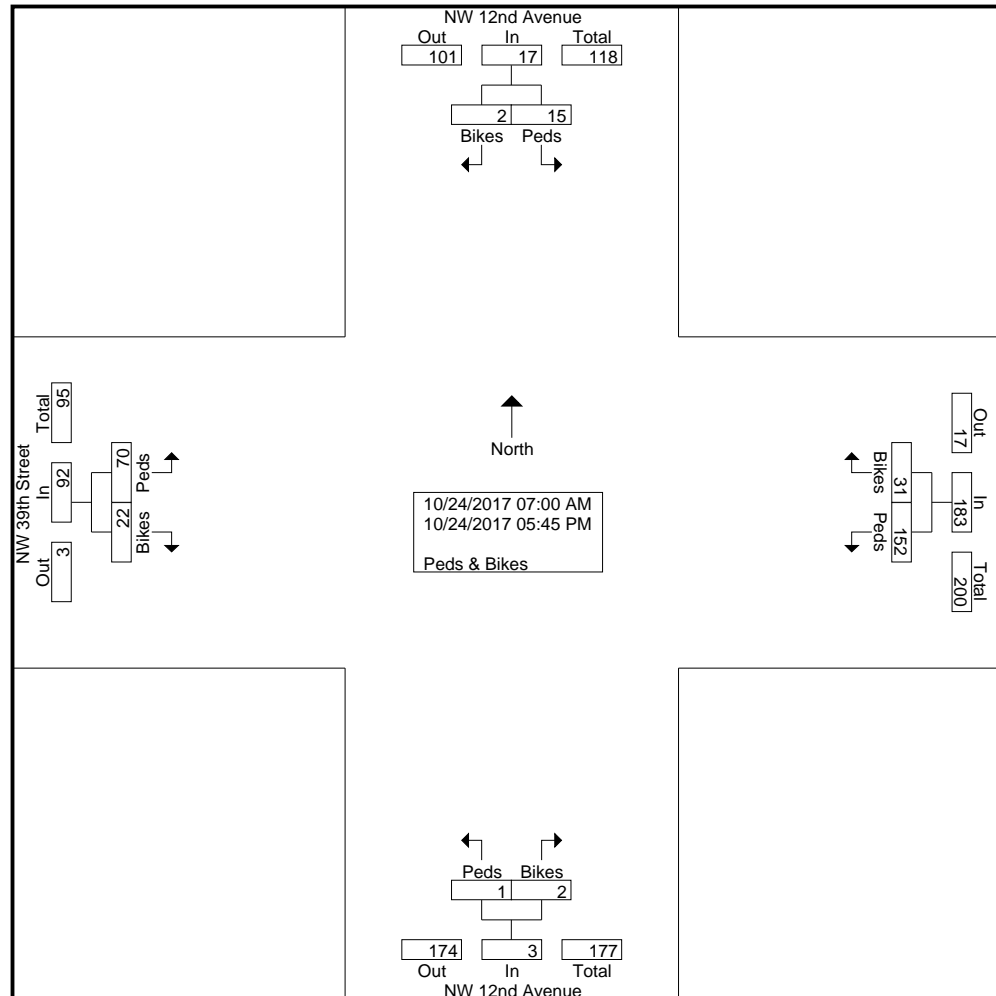 NW 12nd Avenue
Out In Total
101 17 118
2 15
Bikes Peds
NW 39th Street
Total 95
In 92
Out 3
Peds 70
Bikes 22
North
10/24/2017 07:00 AM
10/24/2017 05:45 PM
Peds & Bikes
Bikes 31
Peds 152
Out 17
In 183
Total 200
Peds Bikes
1 2
174 3 177
Out In Total
NW 12nd Avenue